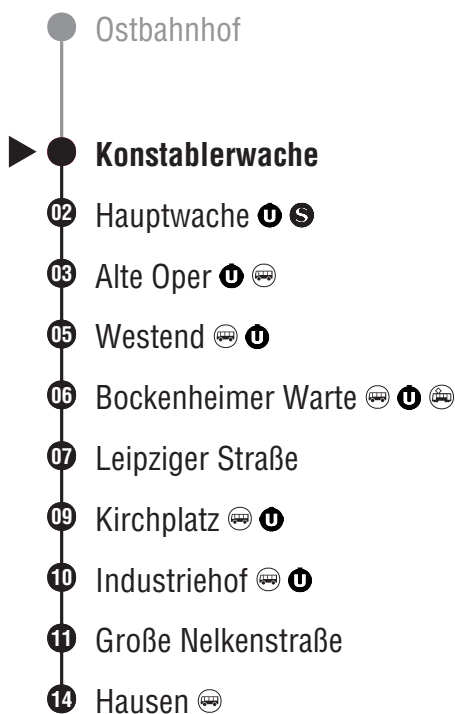 Ostbahnhof
Konstablerwache
02 Hauptwache U S
03 Alte Oper U
05 Westend U
06 Bockenheimer Warte U
07 Leipziger Straße
09 Kirchplatz U
10 Industriehof U
11 Große Nelkenstraße
14 Hausen